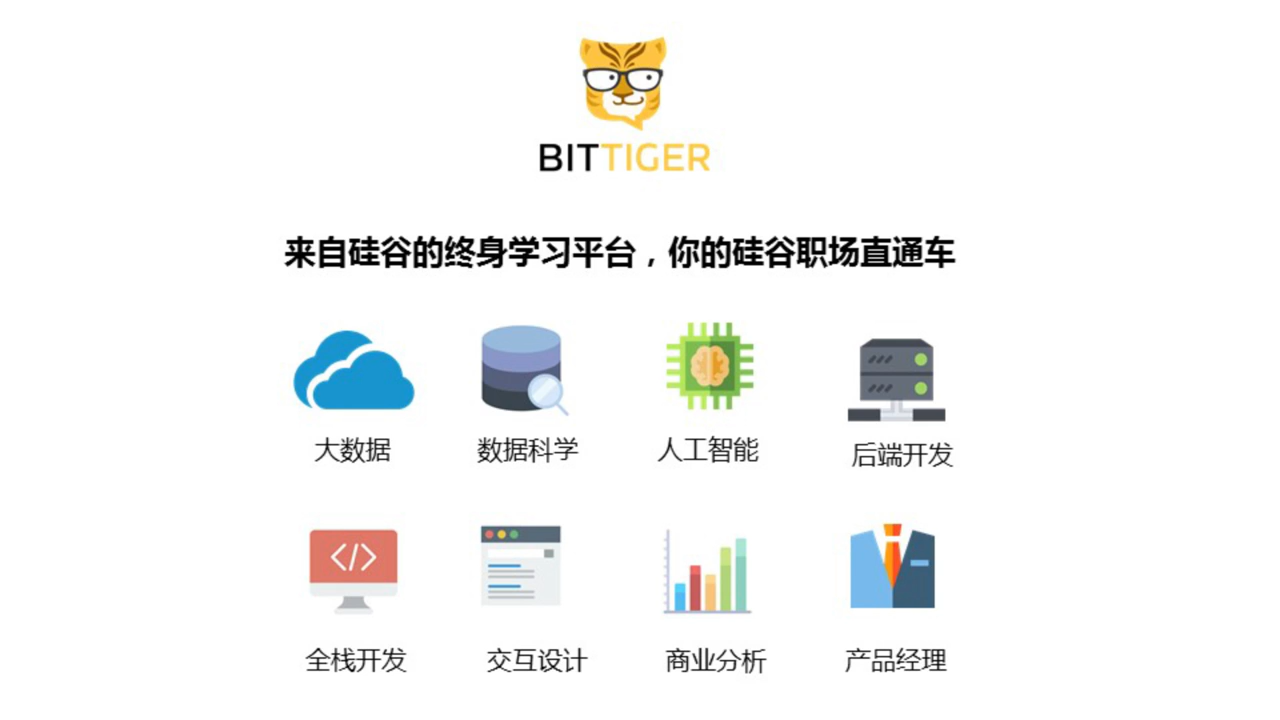 BITTIGER
来自硅谷的终身学习平台，你的硅谷职场直通车
大数据
数据科学
人工智能
后端开发
</>
全栈开发
交互设计
商业分析
产品经理